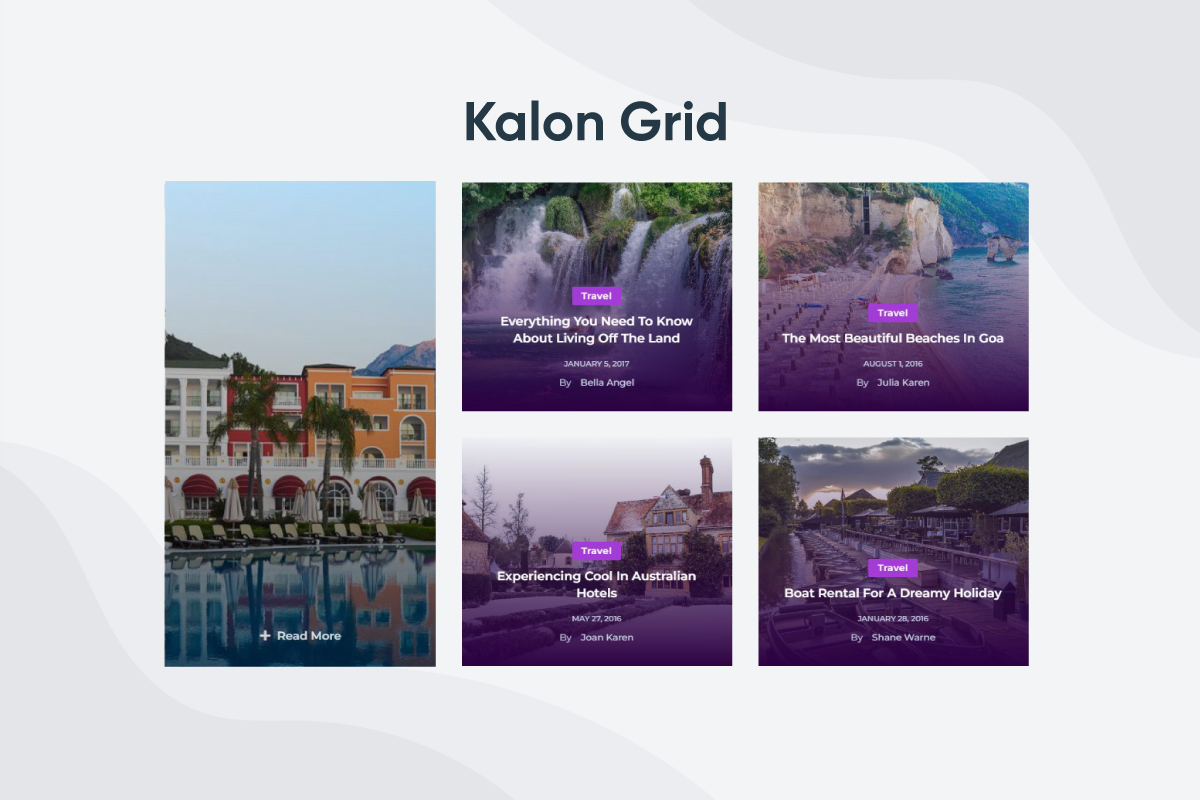 Kalon Grid
+ Read More
Travel
Everything You Need To Know
About Living Off The Land
JANUARY 5, 2017
By Bella Angel
Travel
The Most Beautiful Beaches In Goa
AUGUST 1, 2016
By Julia Karen
Travel
Experiencing Cool In Australian
Hotels
MAY 27, 2016
By Joan Karen
Travel
Boat Rental For A Dreamy Holiday
JANUARY 28, 2016
By Shane Warne